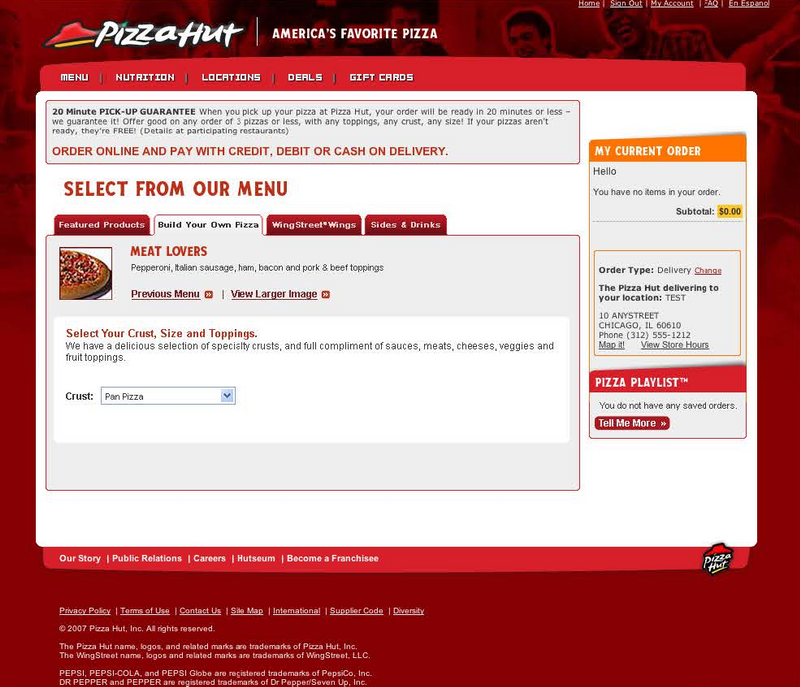 Home | Sign Out | My Account | FAQ | En Espanol
Pizza Hut
AMERICA'S FAVORITE PIZZA
MENU | NUTRITION | LOCATIONS | DEALS | GIFT CARDS
20 Minute PICK-UP GUARANTEE When you pick up your pizza at Pizza Hut, your order will be ready in 20 minutes or less –
we guarantee it! Offer good on any order of 3 pizzas or less, with any toppings, any crust, any size! If your pizzas aren't
ready, they're FREE! (Details at participating restaurants)
ORDER ONLINE AND PAY WITH CREDIT, DEBIT OR CASH ON DELIVERY.
SELECT FROM OUR MENU
Featured Products
Build Your Own Pizza
WingStreet® Wings
Sides & Drinks
MEAT LOVERS
Pepperoni, Italian sausage, ham, bacon and pork & beef toppings
Previous Menu | View Larger Image
Select Your Crust, Size and Toppings.
We have a delicious selection of specialty crusts, and full compliment of sauces, meats, cheeses, veggies and
fruit toppings.
Crust: Pan Pizza
MY CURRENT ORDER
Hello
You have no items in your order.
Subtotal: $0.00
Order Type: Delivery Change
The Pizza Hut delivering to
your location: TEST
10 ANYSTREET
CHICAGO, IL 60610
Phone (312) 555-1212
Map it! View Store Hours
PIZZA PLAYLIST™
You do not have any saved orders.
Tell Me More »
Our Story | Public Relations | Careers | Hutseum | Become a Franchisee
Pizza
Hut
Privacy Policy | Terms of Use | Contact Us | Site Map | International | Supplier Code | Diversity
© 2007 Pizza Hut, Inc. All rights reserved.
The Pizza Hut name, logos, and related marks are trademarks of Pizza Hut, Inc.
The WingStreet name, logos and related marks are trademarks of WingStreet, LLC.
PEPSI, PEPSI-COLA, and PEPSI Globe are registered trademarks of PepsiCo, Inc.
DR PEPPER and PEPPER are registered trademarks of Dr Pepper/Seven Up, Inc.